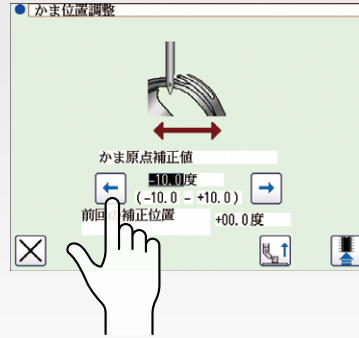 かま位置調整
かま原点補正値
-10.0度
(-10.0 - +10.0)
前回の補正位置 +00.0度